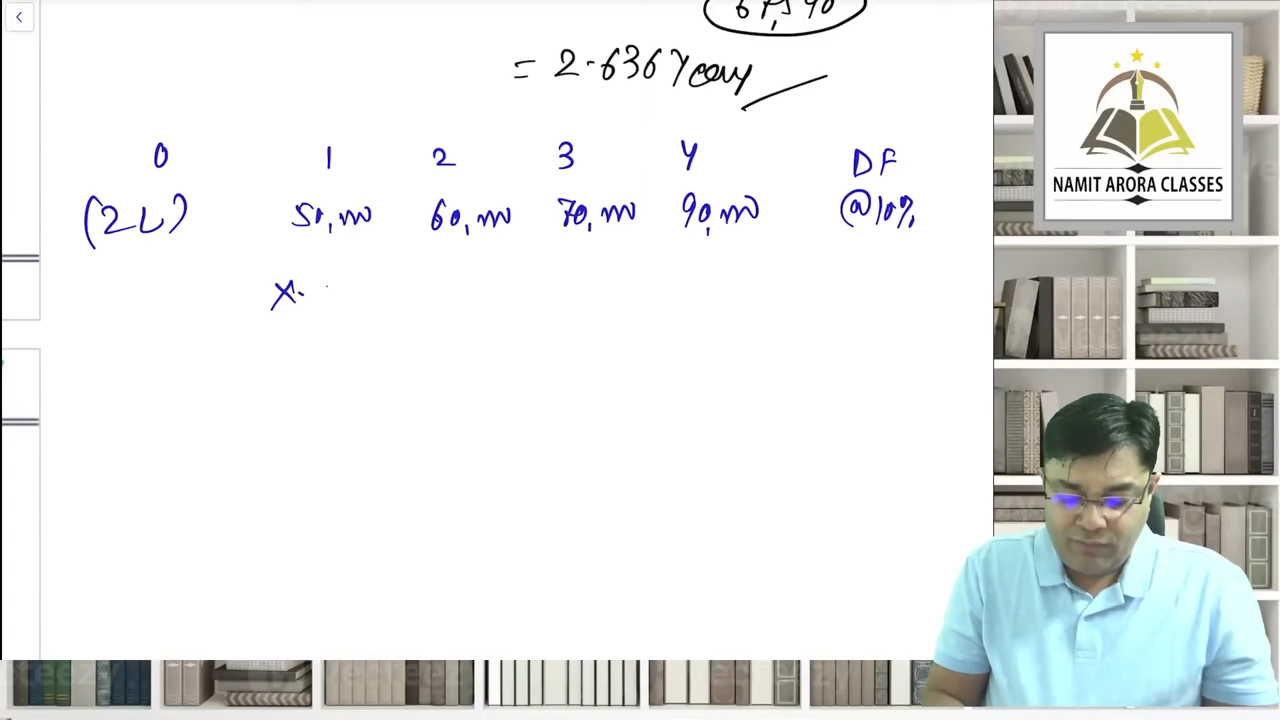 = 2.636 Years
0 1 2 3 4 DF
(2L) 50,000 60,000 70,000 90,000 @10%
x.
NAMIT ARORA CLASSES